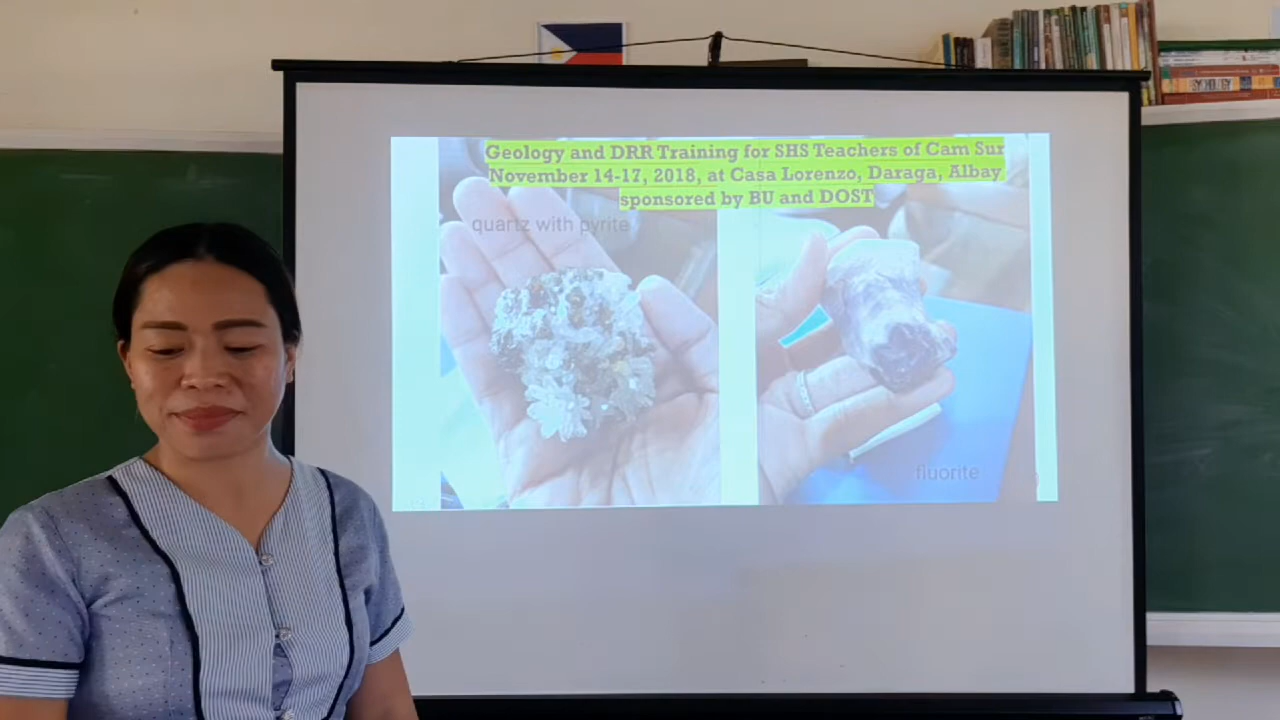 Geology and DRR Training for SHS Teachers of Cam Sur
November 14-17, 2018, at Casa Lorenzo, Daraga, Albay
sponsored by BU and DOST
quartz with pyrite
fluorite